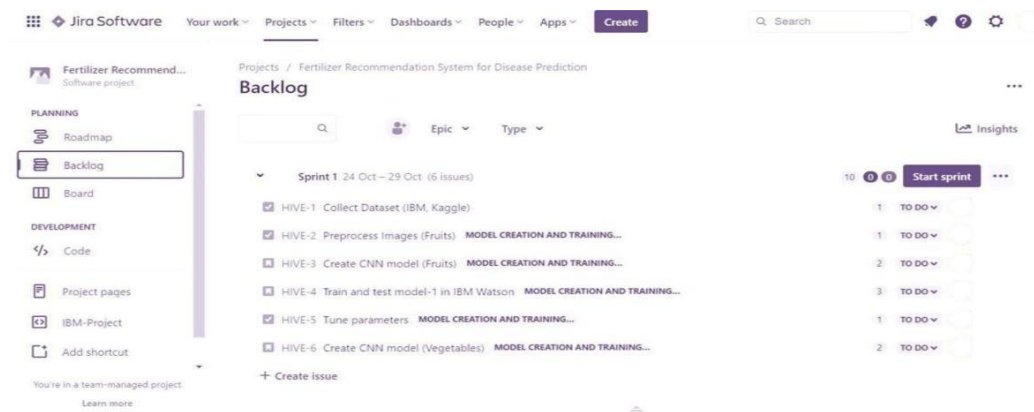 Jira Software Your work Projects Filters Dashboards People Apps Create Search
Fertilizer Recommend...
Software project
PLANNING
Roadmap
Backlog
Board
DEVELOPMENT
Code
Project pages
IBM-Project
Add shortcut
You're in a team-managed project
Learn more
Projects / Fertilizer Recommendation System for Disease Prediction
Backlog
Epic Type Insights
Sprint 1 24 Oct – 29 Oct (6 issues) 10 0 0 Start sprint
HIVE-1 Collect Dataset (IBM, Kaggle) 1 TO DO
HIVE-2 Preprocess Images (Fruits) MODEL CREATION AND TRAINING... 1 TO DO
HIVE-3 Create CNN model (Fruits) MODEL CREATION AND TRAINING... 2 TO DO
HIVE-4 Train and test model-1 in IBM Watson MODEL CREATION AND TRAINING... 3 TO DO
HIVE-5 Tune parameters MODEL CREATION AND TRAINING... 1 TO DO
HIVE-6 Create CNN model (Vegetables) MODEL CREATION AND TRAINING... 2 TO DO
+ Create issue